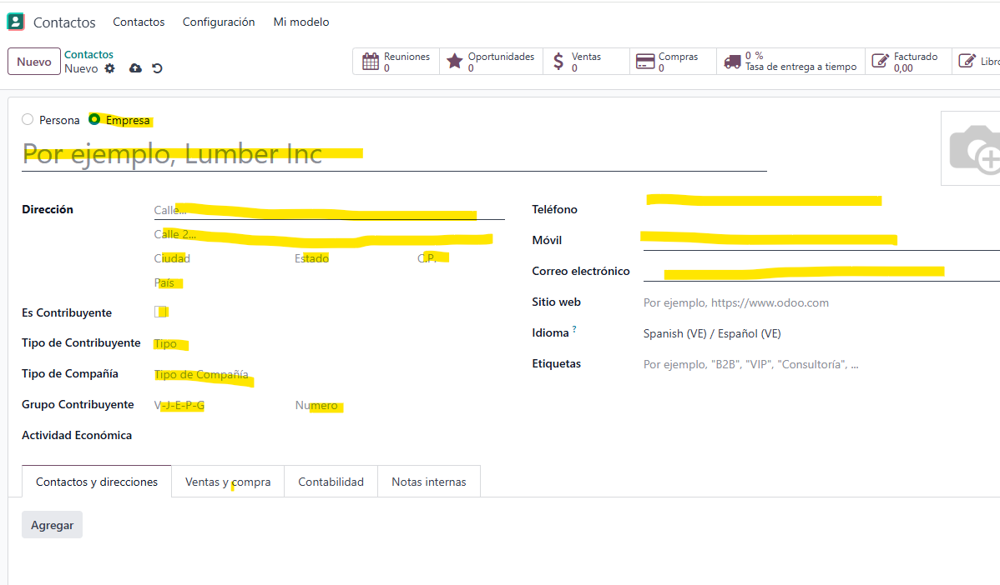 Contactos Contactos Configuración Mi modelo
Nuevo Contactos
Nuevo
Reuniones 0 Oportunidades 0 Ventas 0 Compras 0 0 % Tasa de entrega a tiempo Facturado 0,00 Libro
Persona Empresa
Por ejemplo, Lumber Inc
Dirección Calle...
Calle 2...
Ciudad Estado C.P.
País
Es Contribuyente
Tipo de Contribuyente Tipo
Tipo de Compañía Tipo de Compañía
Grupo Contribuyente V-J-E-P-G Numero
Actividad Económica
Teléfono
Móvil
Correo electrónico
Sitio web Por ejemplo, https://www.odoo.com
Idioma ? Spanish (VE) / Español (VE)
Etiquetas Por ejemplo, "B2B", "VIP", "Consultoría", ...
Contactos y direcciones Ventas y compra Contabilidad Notas internas
Agregar